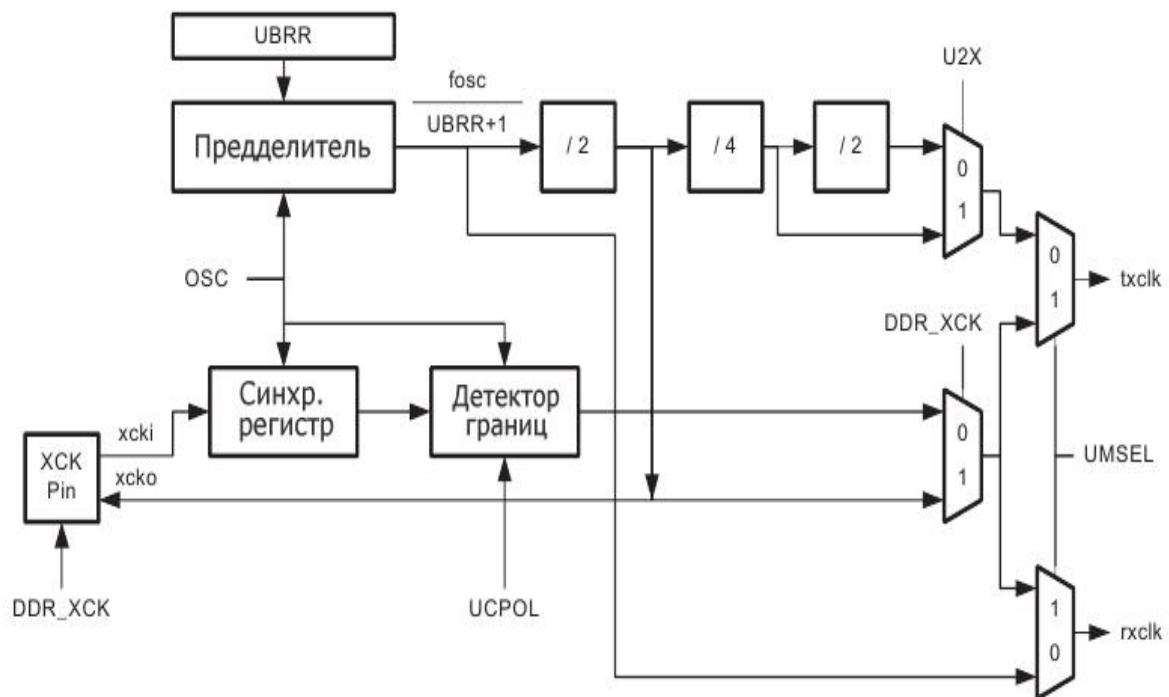 UBRR
U2X
fosc
UBRR+1
Предделитель
/ 2
/ 4
/ 2
0
1
0
1
txclk
OSC
DDR_XCK
Синхр.
регистр
Детектор
границ
xcki
XCK
Pin
xcko
0
1
UMSEL
DDR_XCK
UCPOL
1
0
rxclk